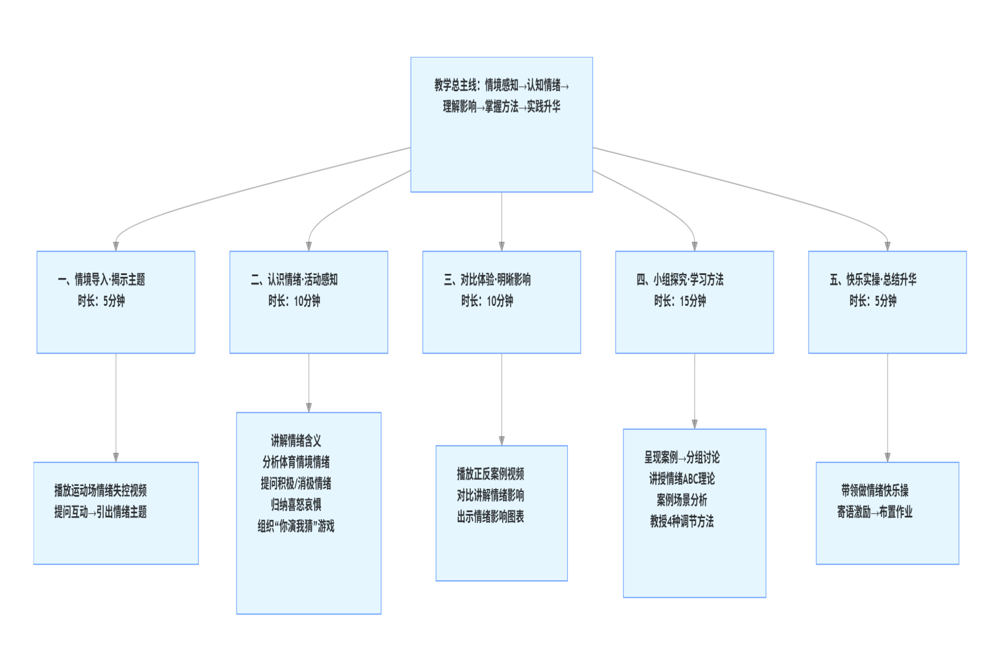 教学总主线：情境感知→认知情绪→
理解影响→掌握方法→实践升华
一、情境导入·揭示主题
时长：5分钟
二、认识情绪·活动感知
时长：10分钟
三、对比体验·明晰影响
时长：10分钟
四、小组探究·学习方法
时长：15分钟
五、快乐实操·总结升华
时长：5分钟
播放运动场情绪失控视频
提问互动→引出情绪主题
讲解情绪含义
分析体育情境情绪
提问积极/消极情绪
归纳喜怒哀惧
组织“你演我猜”游戏
播放正反案例视频
对比讲解情绪影响
出示情绪影响图表
呈现案例→分组讨论
讲授情绪ABC理论
案例场景分析
教授4种调节方法
带领做情绪快乐操
寄语激励→布置作业